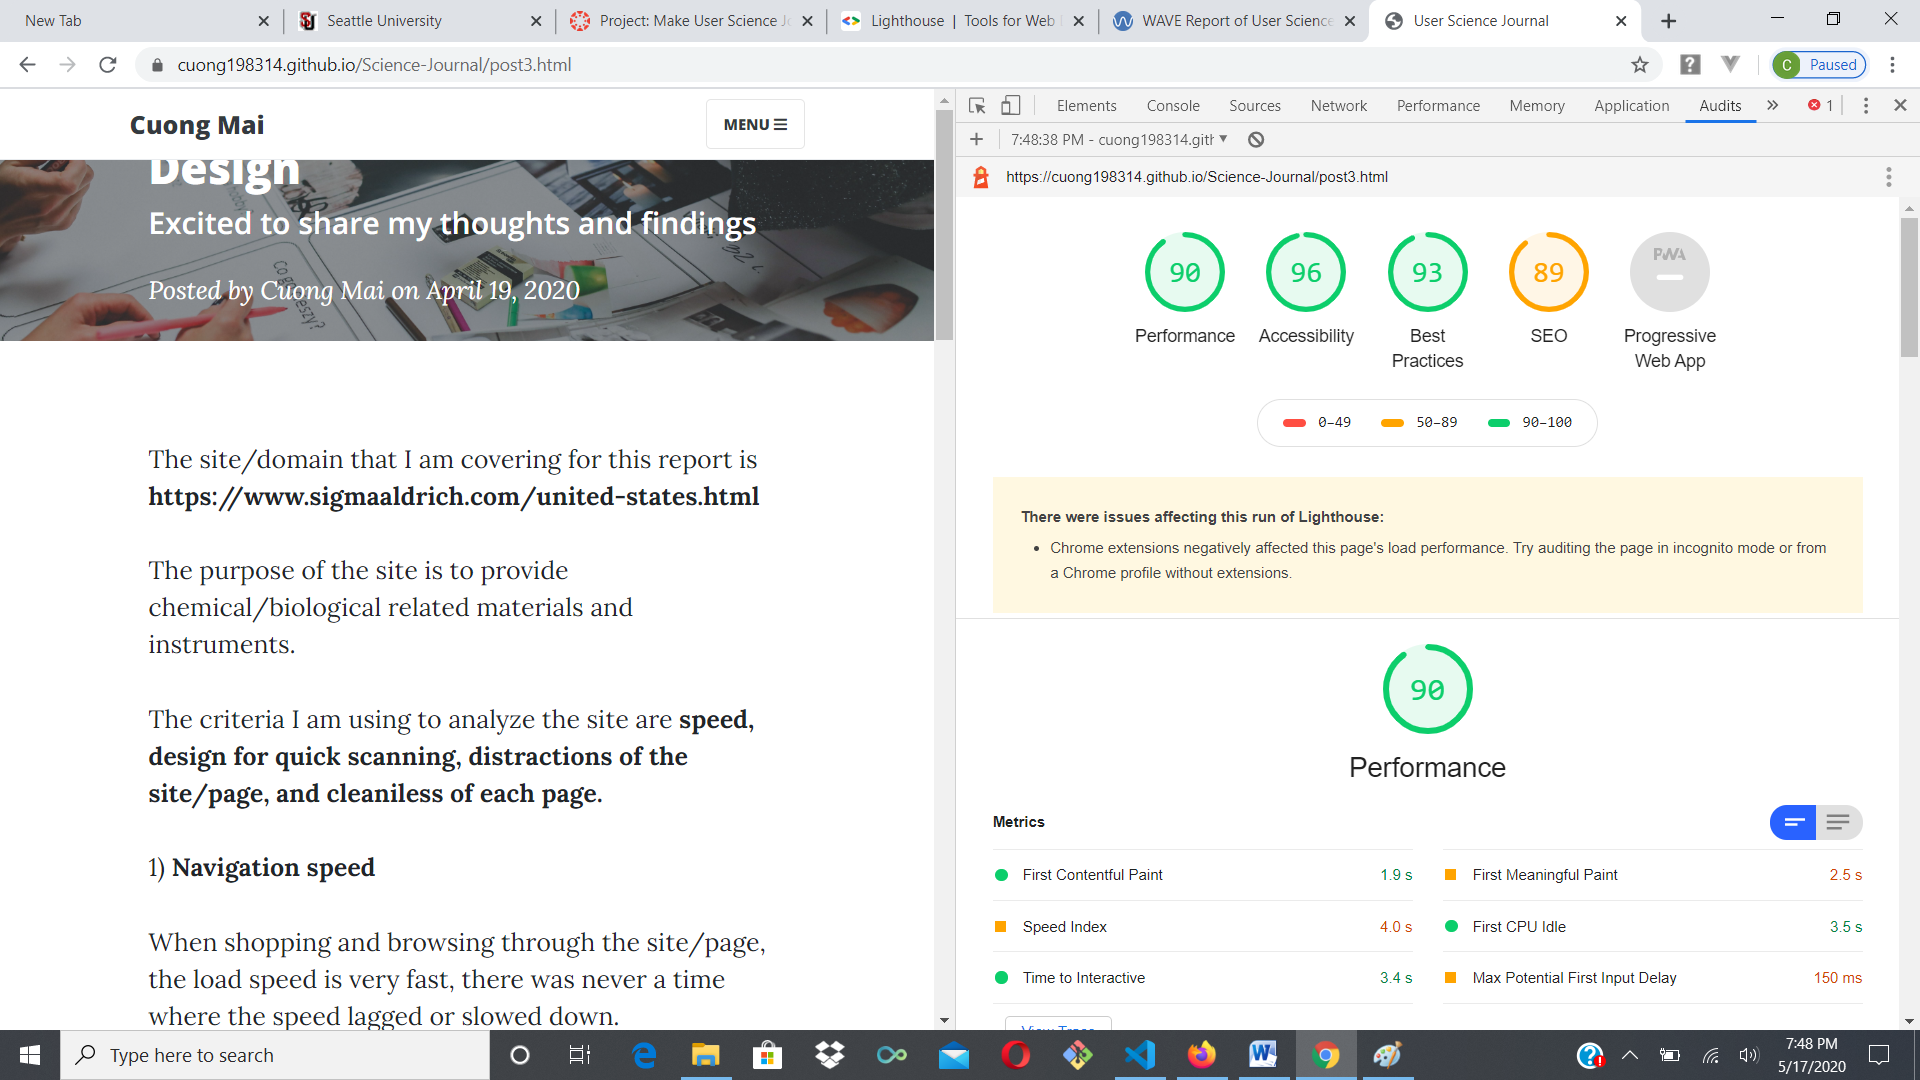 New Tab
Seattle University
Project: Make User Science Jo
Lighthouse | Tools for Web
WAVE Report of User Science
User Science Journal
cuong198314.github.io/Science-Journal/post3.html
C Paused
Cuong Mai
MENU
Design
Excited to share my thoughts and findings
Posted by Cuong Mai on April 19, 2020
The site/domain that I am covering for this report is
https://www.sigmaaldrich.com/united-states.html
The purpose of the site is to provide
chemical/biological related materials and
instruments.
The criteria I am using to analyze the site are speed,
design for quick scanning, distractions of the
site/page, and cleaniless of each page.
1) Navigation speed
When shopping and browsing through the site/page,
the load speed is very fast, there was never a time
where the speed lagged or slowed down.
Elements Console Sources Network Performance Memory Application Audits » 1
7:48:38 PM - cuong198314.gith
https://cuong198314.github.io/Science-Journal/post3.html
90 96 93 89 PWA
Performance Accessibility Best Practices SEO Progressive Web App
0–49 50–89 90–100
There were issues affecting this run of Lighthouse:
• Chrome extensions negatively affected this page's load performance. Try auditing the page in incognito mode or from
a Chrome profile without extensions.
90
Performance
Metrics
First Contentful Paint 1.9 s
First Meaningful Paint 2.5 s
Speed Index 4.0 s
First CPU Idle 3.5 s
Time to Interactive 3.4 s
Max Potential First Input Delay 150 ms
View Trace
Type here to search
7:48 PM
5/17/2020